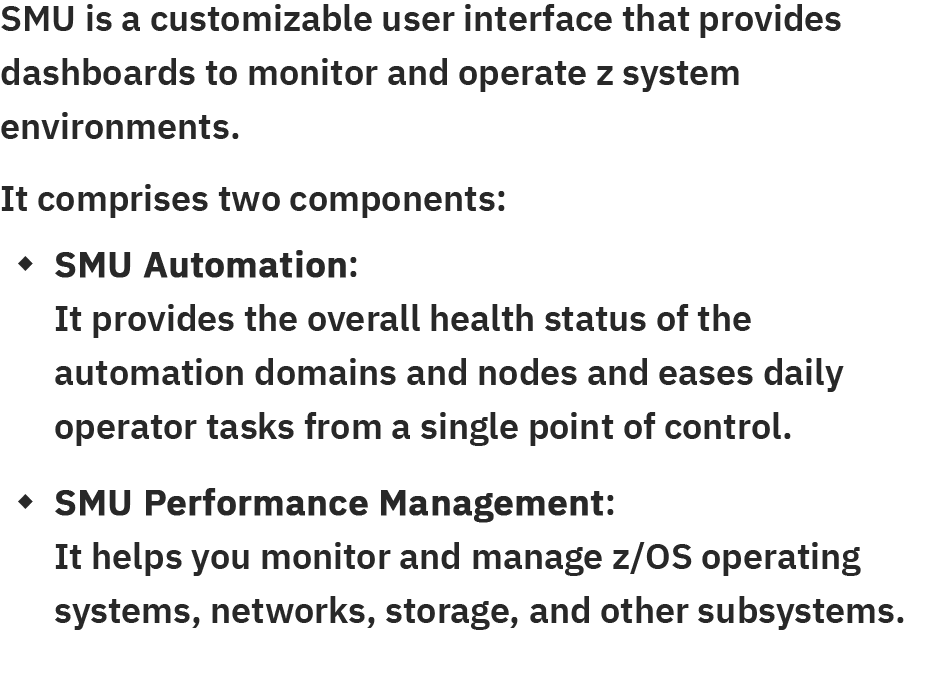 SMU is a customizable user interface that provides
dashboards to monitor and operate z system
environments.
It comprises two components:
◆ SMU Automation:
It provides the overall health status of the
automation domains and nodes and eases daily
operator tasks from a single point of control.
◆ SMU Performance Management:
It helps you monitor and manage z/OS operating
systems, networks, storage, and other subsystems.